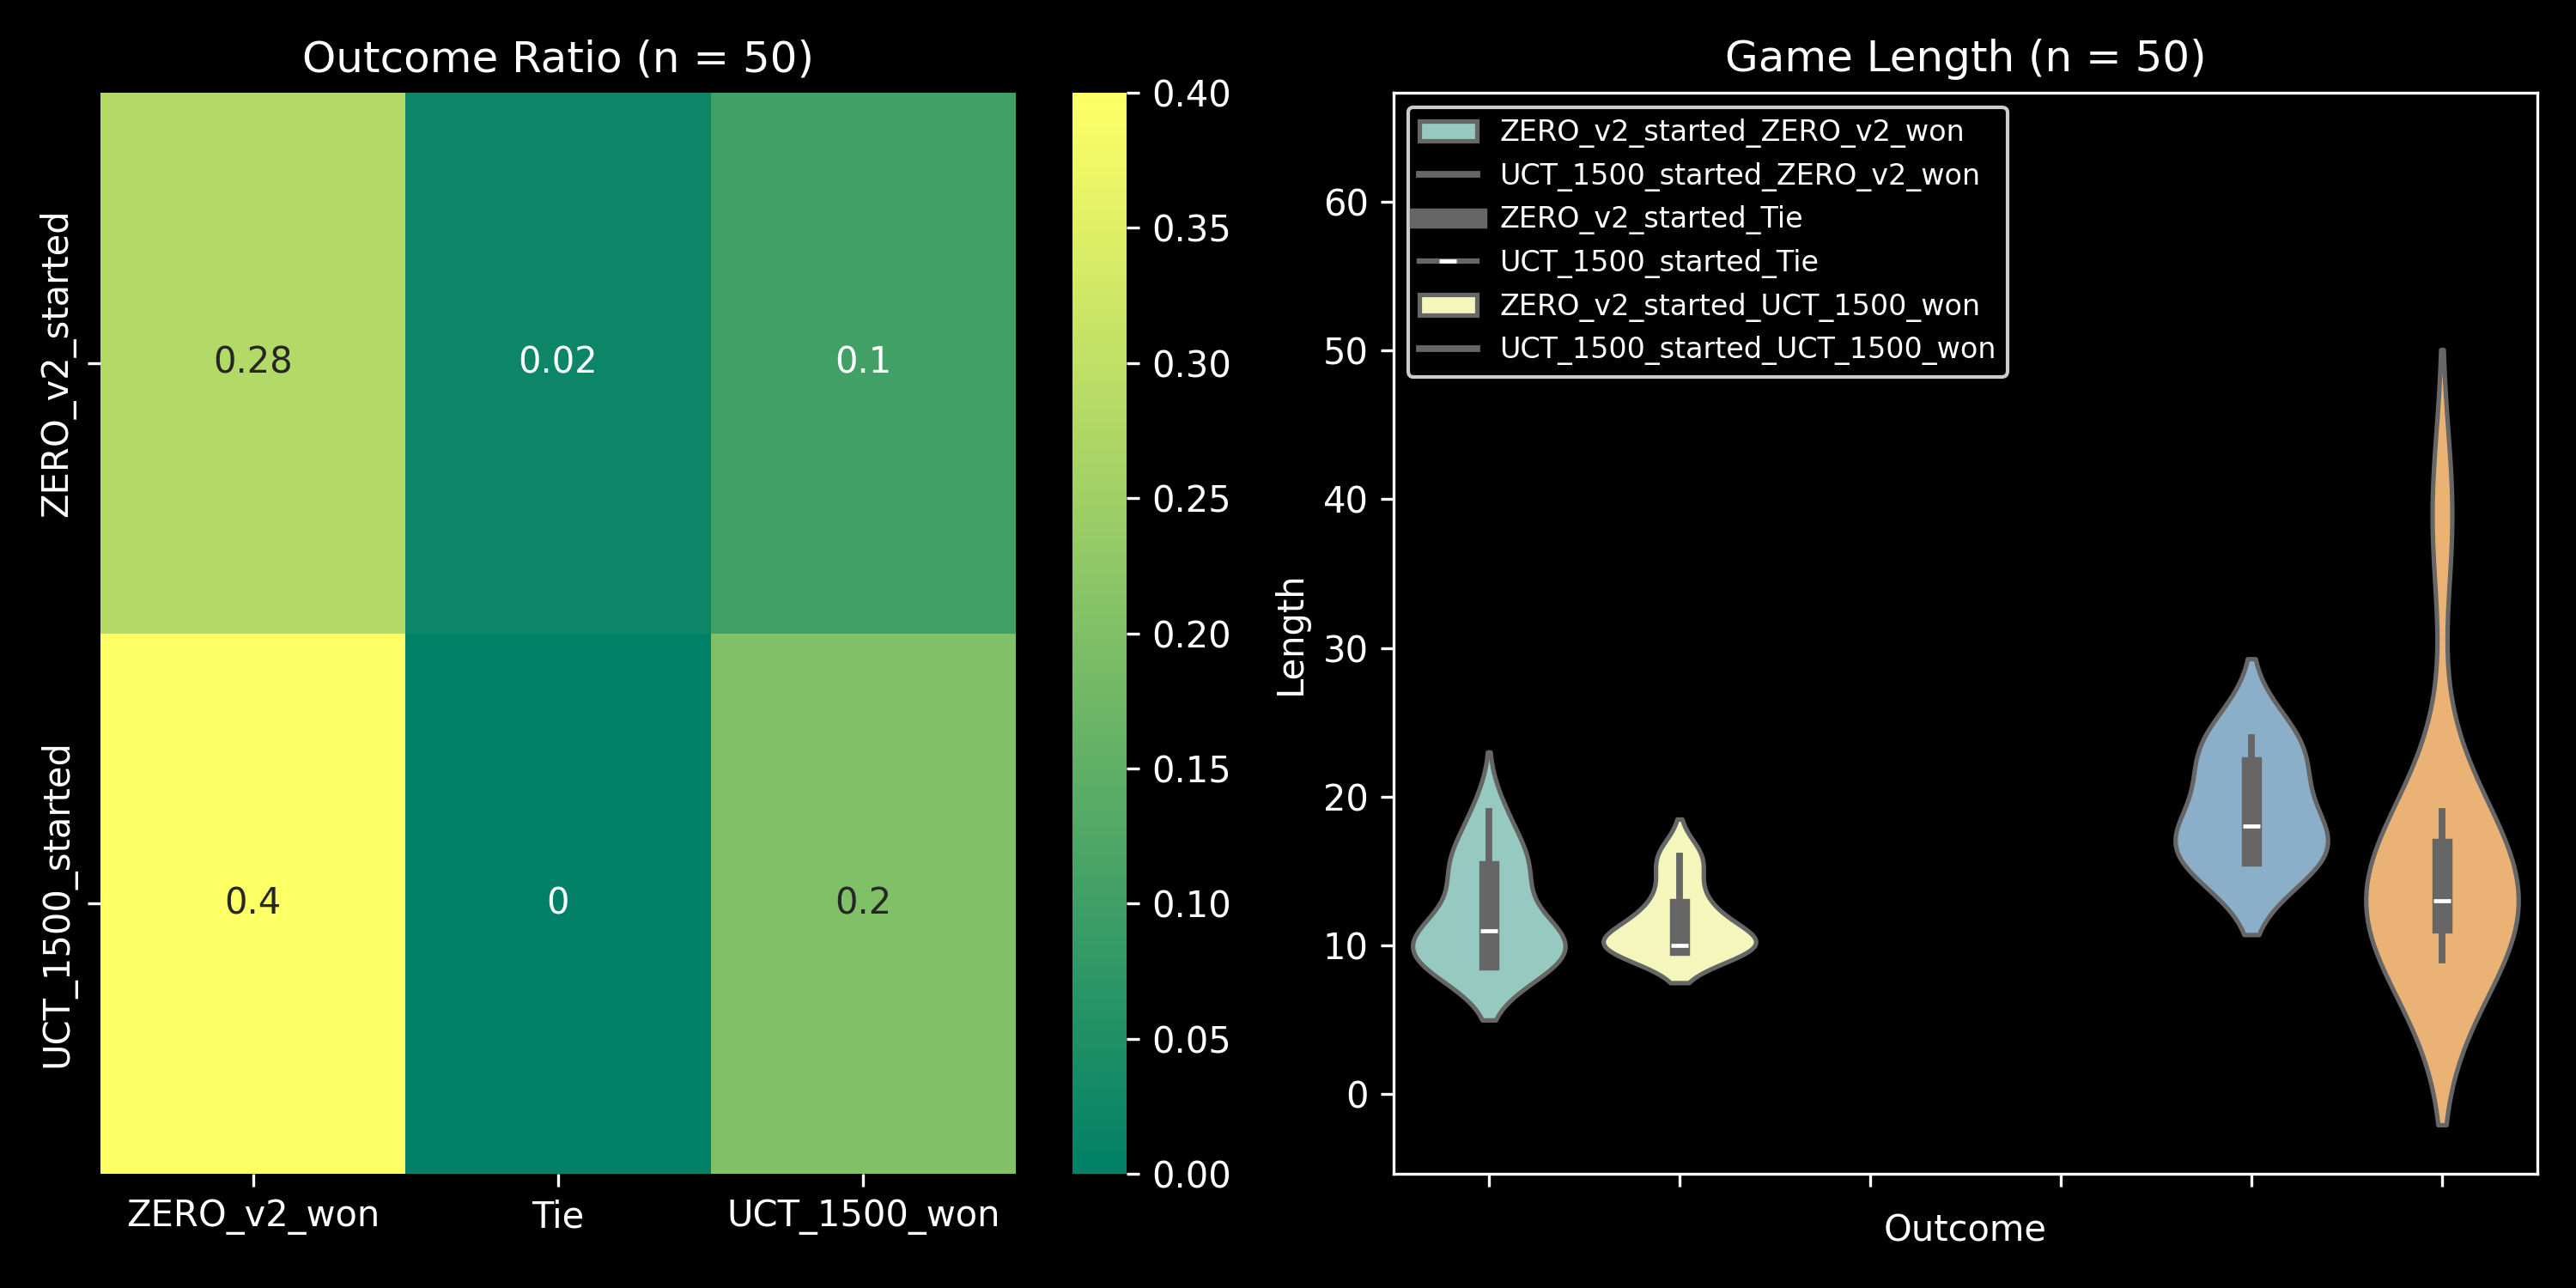 Outcome Ratio (n = 50)
ZERO_v2_started
UCT_1500_started
0.28
0.02
0.1
0.4
0
0.2
ZERO_v2_won
Tie
UCT_1500_won
0.40
0.35
0.30
0.25
0.20
0.15
0.10
0.05
0.00
Game Length (n = 50)
ZERO_v2_started_ZERO_v2_won
UCT_1500_started_ZERO_v2_won
ZERO_v2_started_Tie
UCT_1500_started_Tie
ZERO_v2_started_UCT_1500_won
UCT_1500_started_UCT_1500_won
Length
60
50
40
30
20
10
0
Outcome